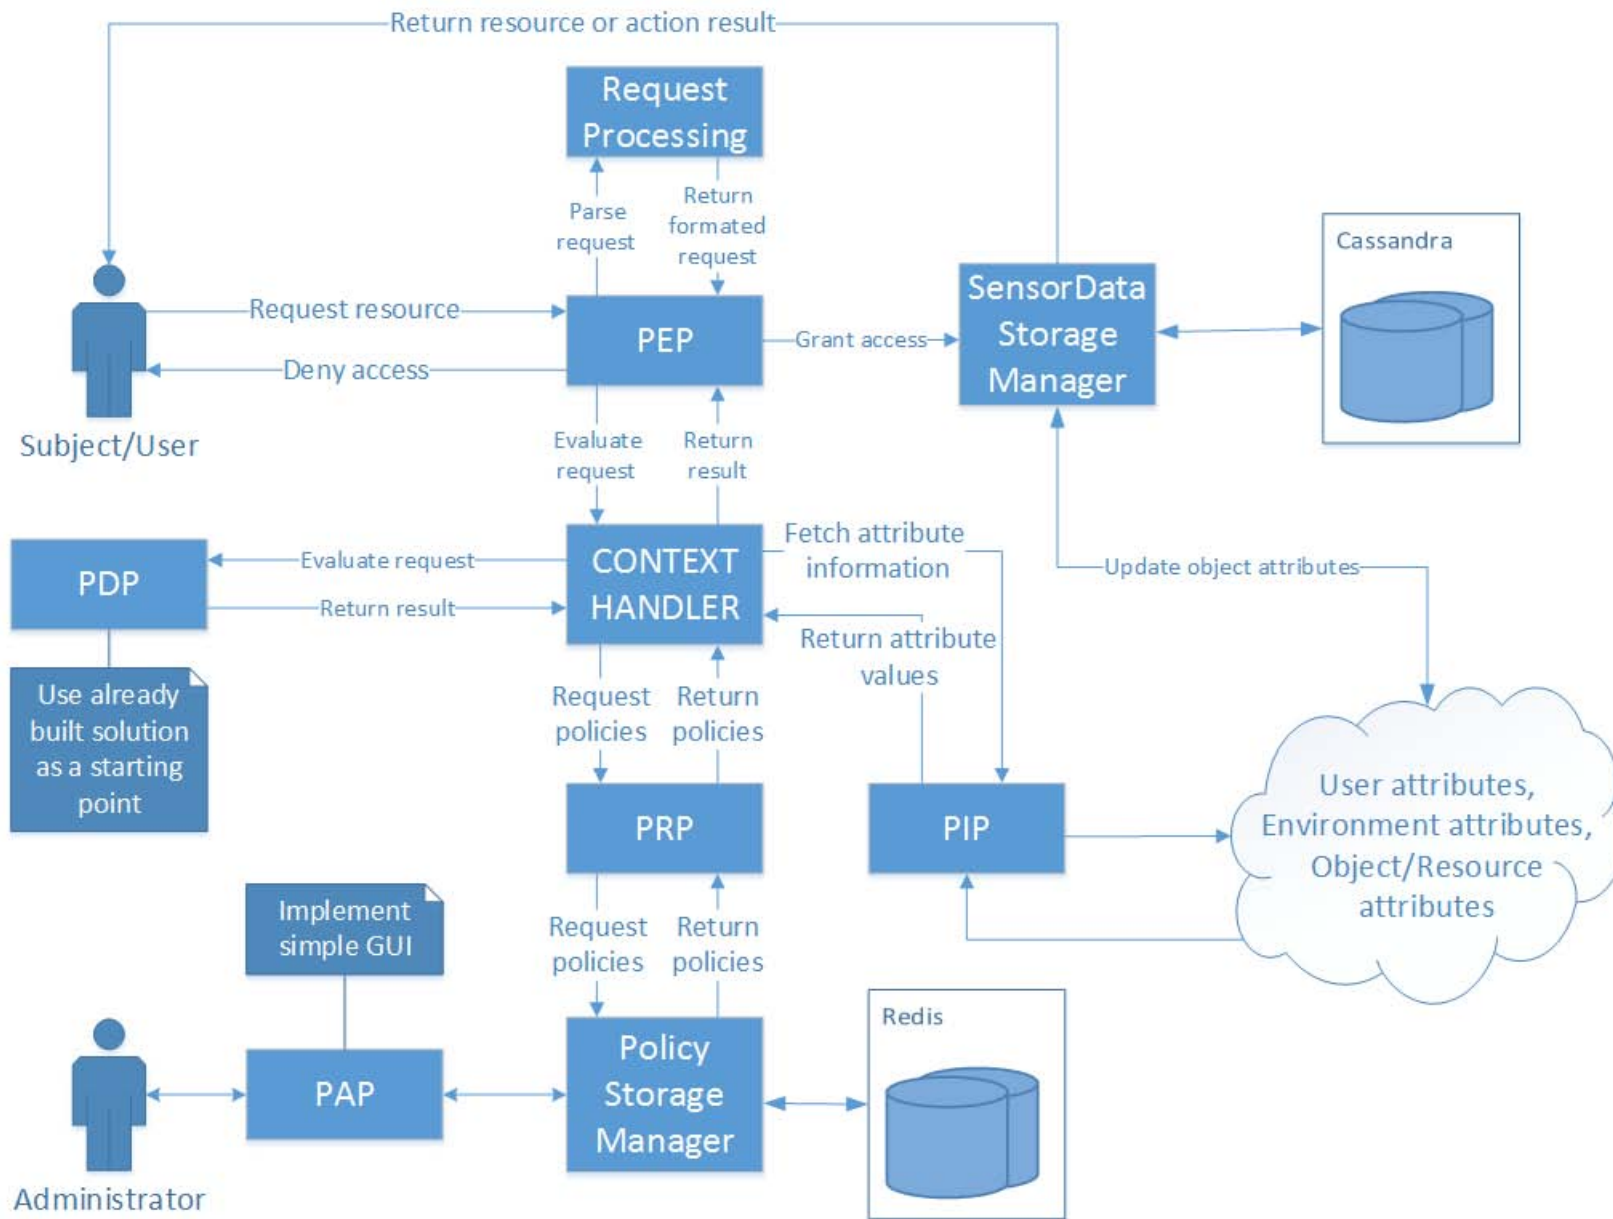 Return resource or action result
Request
Processing
Parse
request
Return
formated
request
Cassandra
SensorData
Storage
Manager
Request resource
PEP
Grant access
Deny access
Subject/User
Evaluate
request
Return
result
Fetch attribute
information
CONTEXT
HANDLER
Evaluate request
PDP
Return result
Update object attributes
Return attribute
values
Use already
built solution
as a starting
point
Request
policies
Return
policies
PRP
PIP
User attributes,
Environment attributes,
Object/Resource
attributes
Implement
simple GUI
Request
policies
Return
policies
Redis
Policy
Storage
Manager
PAP
Administrator